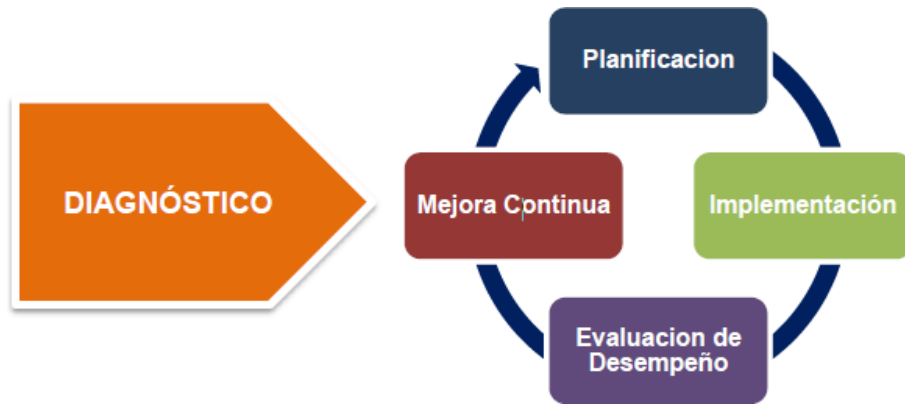 DIAGNÓSTICO
Planificacion
Implementación
Evaluacion de
Desempeño
Mejora Continua